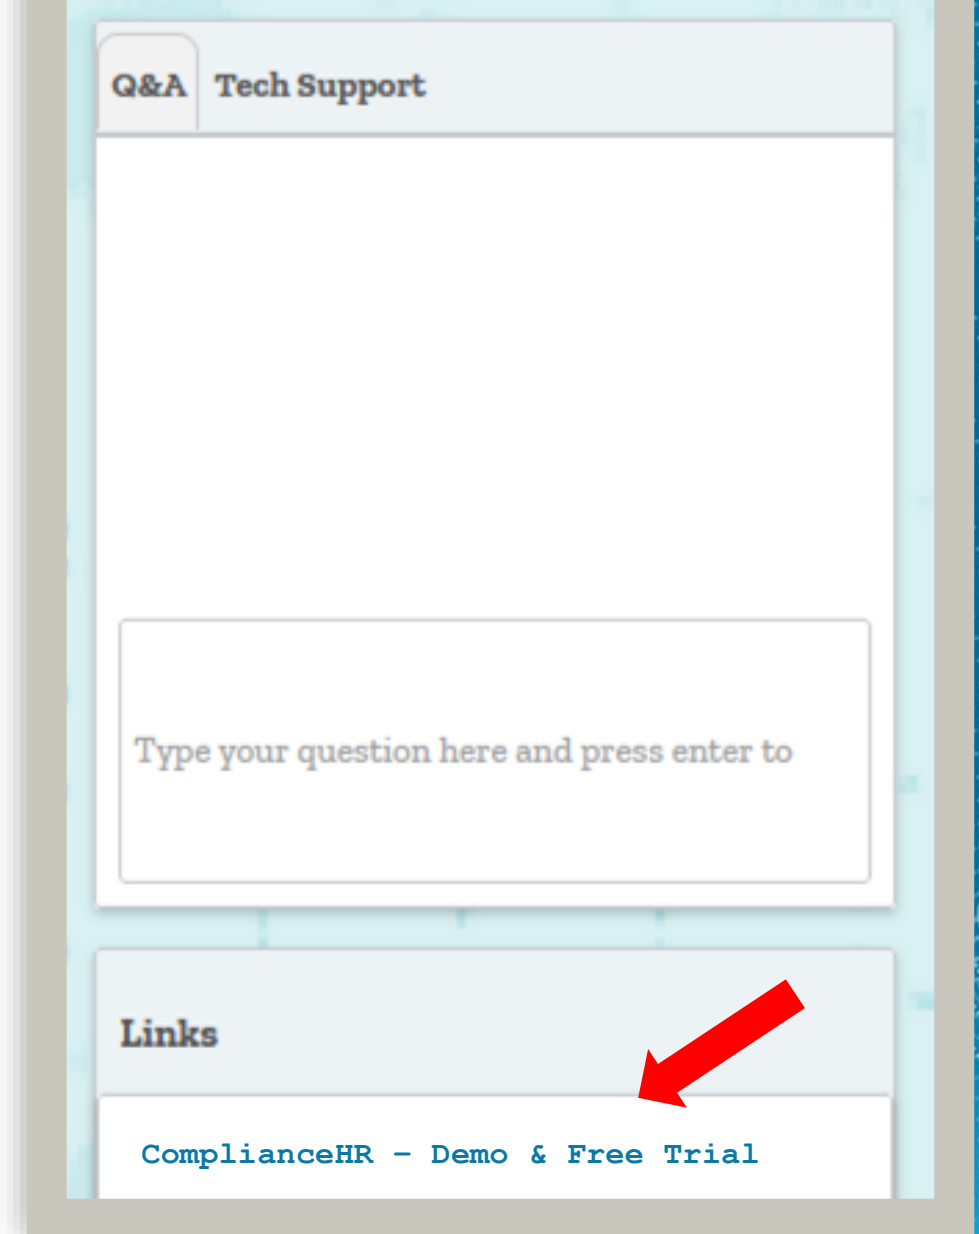 Q&A Tech Support
Type your question here and press enter to
Links
ComplianceHR – Demo & Free Trial